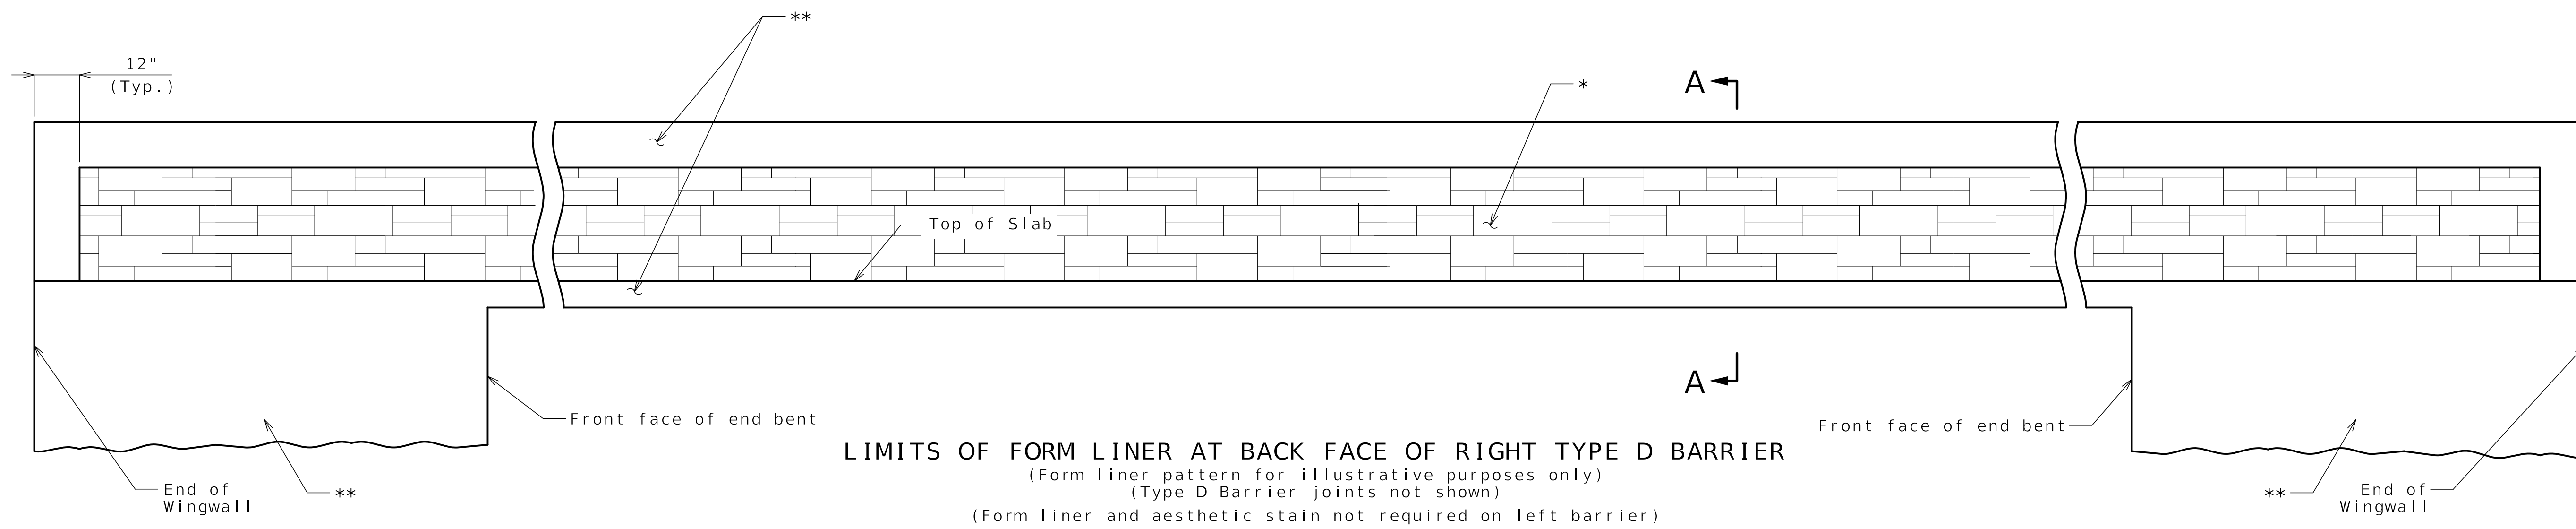 **
12"
(Typ.)
*
A
Top of Slab
A
Front face of end bent
Front face of end bent
LIMITS OF FORM LINER AT BACK FACE OF RIGHT TYPE D BARRIER
(Form liner pattern for illustrative purposes only)
(Type D Barrier joints not shown)
(Form liner and aesthetic stain not required on left barrier)
End of
Wingwall
**
**
End of
Wingwall